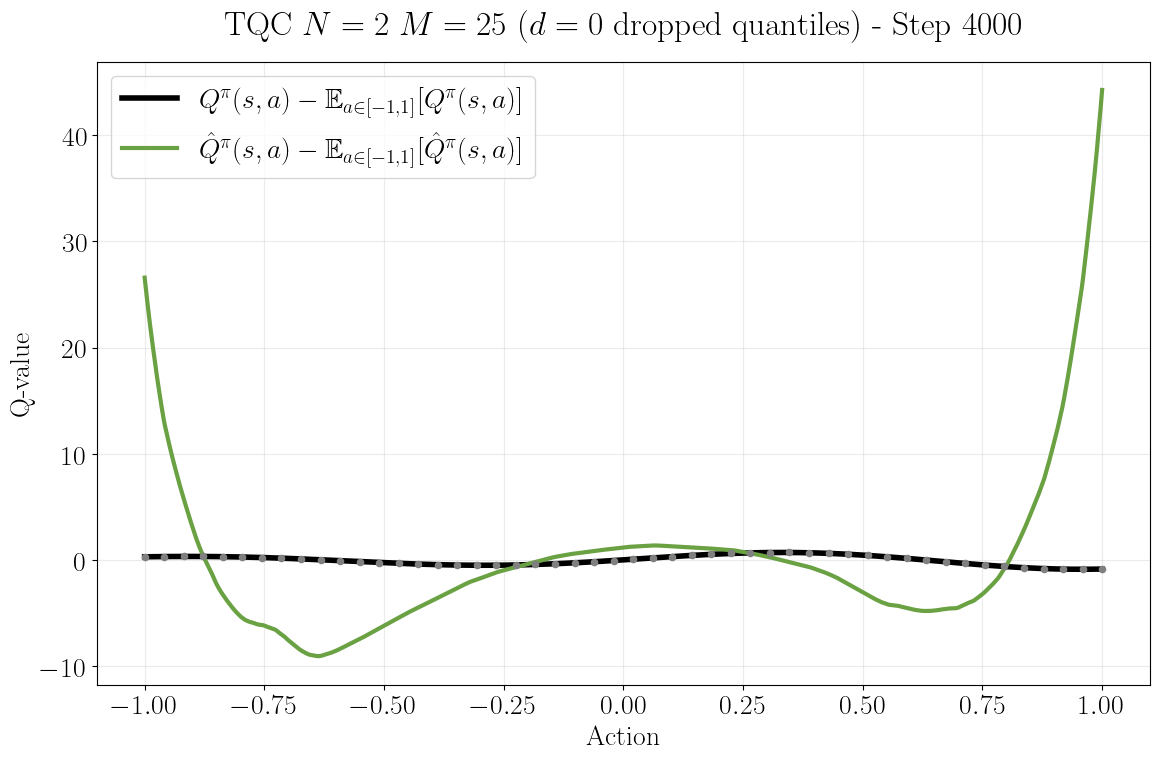 TQC N = 2 M = 25 (d = 0 dropped quantiles) - Step 4000
Q^π(s, a) − 𝔼_{a∈[−1,1]}[Q^π(s, a)]
Q̂^π(s, a) − 𝔼_{a∈[−1,1]}[Q̂^π(s, a)]
40
30
20
10
0
−10
Q-value
−1.00 −0.75 −0.50 −0.25 0.00 0.25 0.50 0.75 1.00
Action